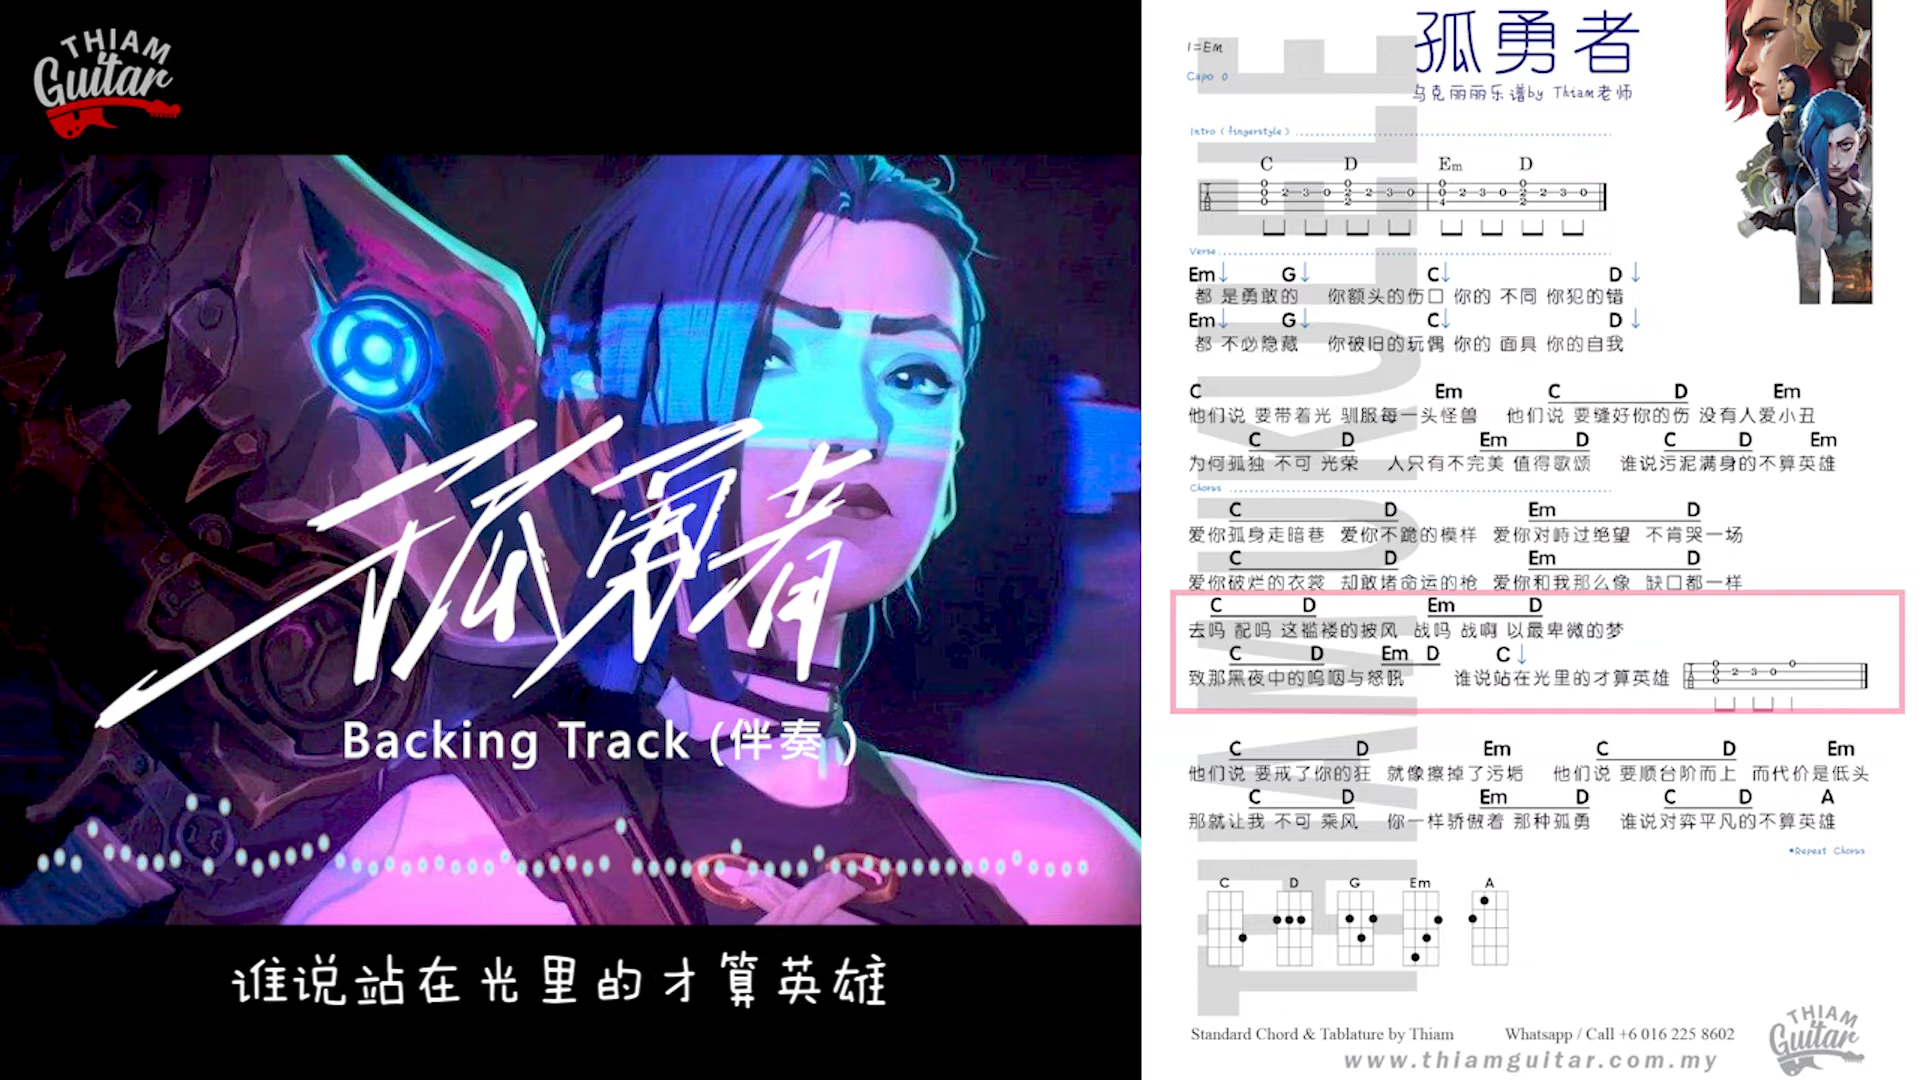 THIAM
Guitar
孤勇者
Backing Track (伴奏 )
谁说站在光里的才算英雄
1=Em
Capo 0
孤勇者
乌克丽丽乐谱by Thiam老师
Intro ( fingerstyle )
C D Em D
Verse
Em↓ G↓ C↓ D ↓
都 是勇敢的 你额头的伤口 你的 不同 你犯的错
Em↓ G↓ C↓ D ↓
都 不必隐藏 你破旧的玩偶 你的 面具 你的自我
C Em C D Em
他们说 要带着光 驯服每一头怪兽 他们说 要缝好你的伤 没有人爱小丑
C D Em D C D Em
为何孤独 不可 光荣 人只有不完美 值得歌颂 谁说污泥满身的不算英雄
Chorus
C D Em D
爱你孤身走暗巷 爱你不跪的模样 爱你对峙过绝望 不肯哭一场
C D Em D
爱你破烂的衣裳 却敢堵命运的枪 爱你和我那么像 缺口都一样
C D Em D
去吗 配吗 这褴褛的披风 战吗 战啊 以最卑微的梦
C D Em D C↓
致那黑夜中的呜咽与怒吼 谁说站在光里的才算英雄
C D Em C D Em
他们说 要戒了你的狂 就像擦掉了污垢 他们说 要顺台阶而上 而代价是低头
C D Em D C D A
那就让我 不可 乘风 你一样骄傲着 那种孤勇 谁说对弈平凡的不算英雄
*Repeat Chorus
C D G Em A
THIAM UKULELE
Standard Chord & Tablature by Thiam Whatsapp / Call +6 016 225 8602
www.thiamguitar.com.my
THIAM
Guitar